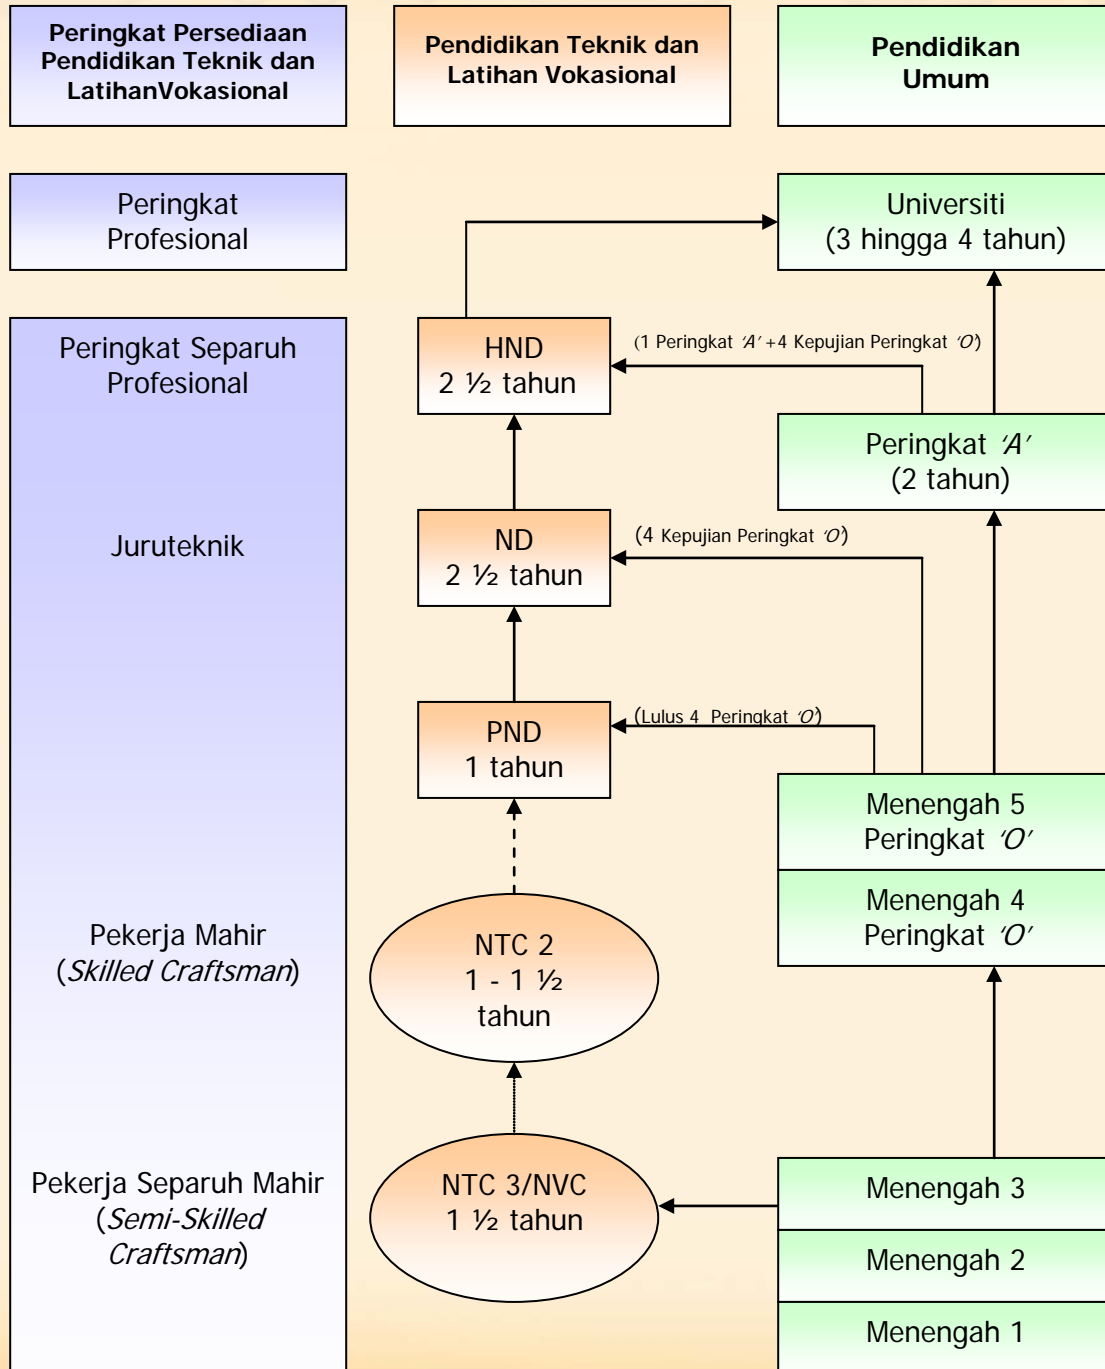 Peringkat Persediaan
Pendidikan Teknik dan
LatihanVokasional
Pendidikan Teknik dan
Latihan Vokasional
Pendidikan
Umum
Peringkat
Profesional
Universiti
(3 hingga 4 tahun)
Peringkat Separuh
Profesional
HND
2 ½ tahun
(1 Peringkat ‘A’ +4 Kepujian Peringkat ‘O’)
Peringkat ‘A’
(2 tahun)
Juruteknik
ND
2 ½ tahun
(4 Kepujian Peringkat ‘O’)
PND
1 tahun
(Lulus 4 Peringkat ‘O’)
Menengah 5
Peringkat ‘O’
Menengah 4
Peringkat ‘O’
Pekerja Mahir
(Skilled Craftsman)
NTC 2
1 - 1 ½
tahun
Pekerja Separuh Mahir
(Semi-Skilled
Craftsman)
NTC 3/NVC
1 ½ tahun
Menengah 3
Menengah 2
Menengah 1